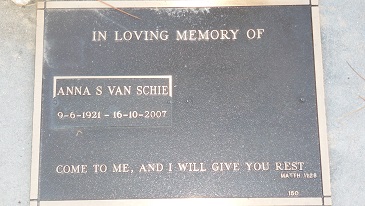 IN LOVING MEMORY OF
ANNA S VAN SCHIE
9-6-1921 - 16-10-2007
COME TO ME, AND I WILL GIVE YOU REST
MATTH 11:28
150